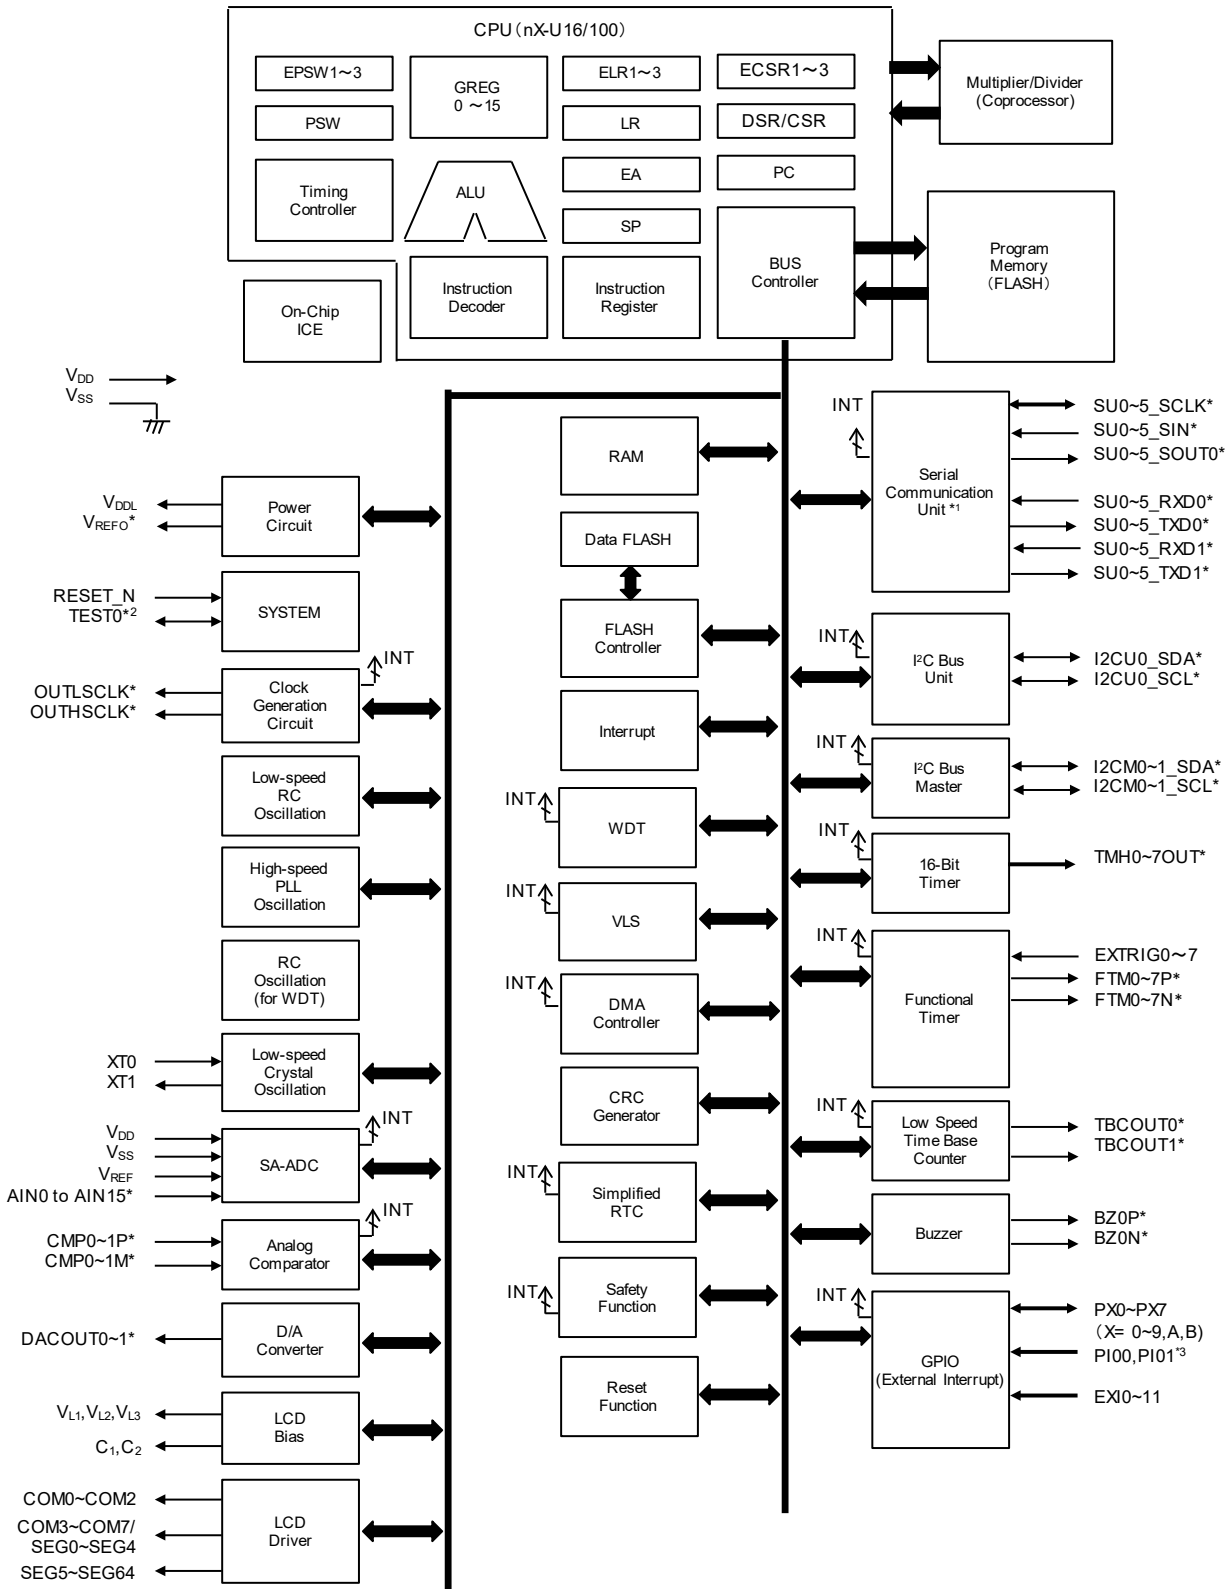 CPU（nX-U16/100）
EPSW1～3
GREG
0 ～15
ELR1～3
ECSR1～3
PSW
LR
DSR/CSR
Timing
Controller
ALU
EA
PC
SP
BUS
Controller
Instruction
Decoder
Instruction
Register
On-Chip
ICE
Multiplier/Divider
(Coprocessor)
Program
Memory
（FLASH）
VDD
VSS
VDDL
VREFO*
Power
Circuit
RESET_N
TEST0*2
SYSTEM
INT
OUTLSCLK*
OUTHSCLK*
Clock
Generation
Circuit
Low-speed
RC
Oscillation
High-speed
PLL
Oscillation
RC
Oscillation
(for WDT)
XT0
XT1
Low-speed
Crystal
Oscillation
INT
VDD
VSS
VREF
AIN0 to AIN15*
SA-ADC
INT
CMP0~1P*
CMP0~1M*
Analog
Comparator
DACOUT0~1*
D/A
Converter
VL1,VL2,VL3
C1,C2
LCD
Bias
COM0~COM2
COM3~COM7/
SEG0~SEG4
SEG5~SEG64
LCD
Driver
RAM
Data FLASH
FLASH
Controller
Interrupt
INT
WDT
INT
VLS
INT
DMA
Controller
CRC
Generator
INT
Simplified
RTC
INT
Safety
Function
Reset
Function
INT
Serial
Communication
Unit *1
SU0~5_SCLK*
SU0~5_SIN*
SU0~5_SOUT0*
SU0~5_RXD0*
SU0~5_TXD0*
SU0~5_RXD1*
SU0~5_TXD1*
INT
I2C Bus
Unit
I2CU0_SDA*
I2CU0_SCL*
INT
I2C Bus
Master
I2CM0~1_SDA*
I2CM0~1_SCL*
INT
16-Bit
Timer
TMH0~7OUT*
INT
Functional
Timer
EXTRIG0～7
FTM0~7P*
FTM0~7N*
INT
Low Speed
Time Base
Counter
TBCOUT0*
TBCOUT1*
Buzzer
BZ0P*
BZ0N*
INT
GPIO
(External Interrupt)
PX0~PX7
（X= 0~9,A,B)
PI00,PI01*3
EXI0~11